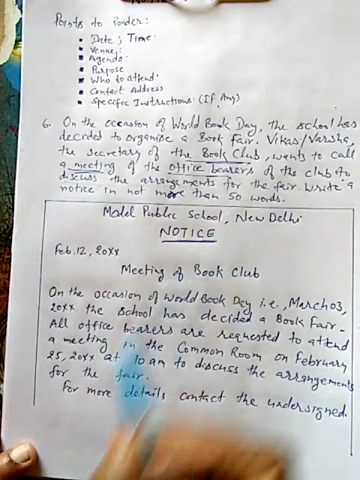 Points to Ponder:
• Date; Time:
• Venue;:
• Agenda:
• Purpose
• Who to attend:
• Contact Address
• Specific Instructions: (If Any)
6. On the occasion of World Book Day, the school has
decided to organise a Book fair. Vikas/Varsha,
the secretary of the Book Club, wants to call
a meeting of the office bearers of the club to
discuss the arrangements for the fair write a
notice in not more than 50 words.
Model Public School, New Delhi
NOTICE
Feb. 12, 20XX
Meeting of Book Club
On the occasion of World Book Day i.e., March 03,
20XX the school has decided a Book Fair.
All office bearers are requested to attend
a meeting in the Common Room on February
25, 20XX at 10 am to discuss the arrangements
for the fair.
For more details contact the undersigned.